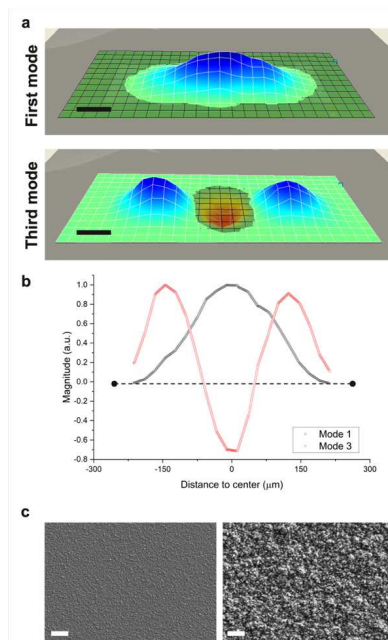 a
First mode
Third mode
b
Magnitude (a.u.)
1.0
0.8
0.6
0.4
0.2
0.0
-0.2
-0.4
-0.6
-0.8
Mode 1
Mode 3
-300
-150
0
150
300
Distance to center (μm)
c